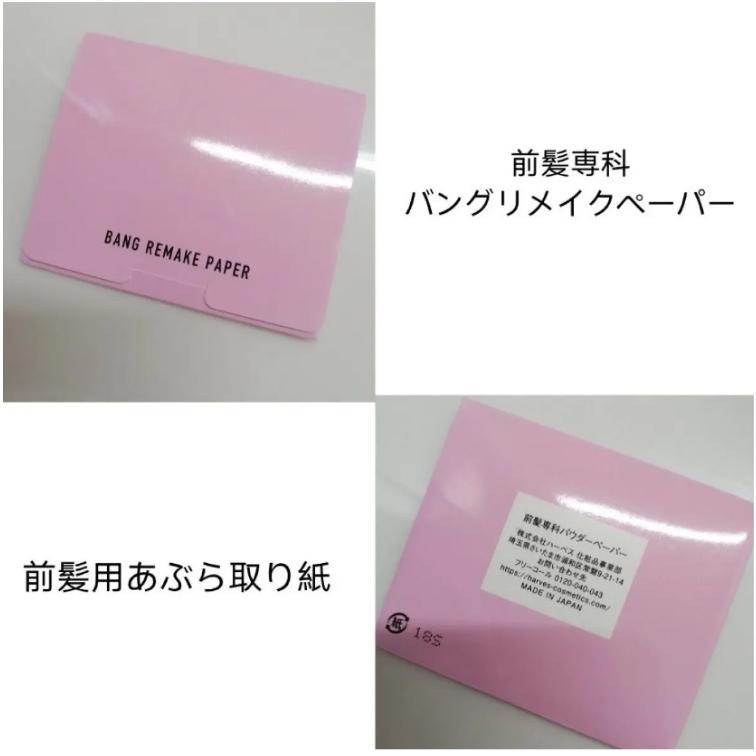 BANG REMAKE PAPER
前髪専科
バングリメイクペーパー
前髪用あぶら取り紙
前髪専科パウダーペーパー
株式会社ハーベス 化粧品事業部
埼玉県さいたま市浦和区常盤9-21-14
お問い合わせ先
フリーコール 0120-040-043
https://harves-cosmetics.com/
MADE IN JAPAN
紙
18S